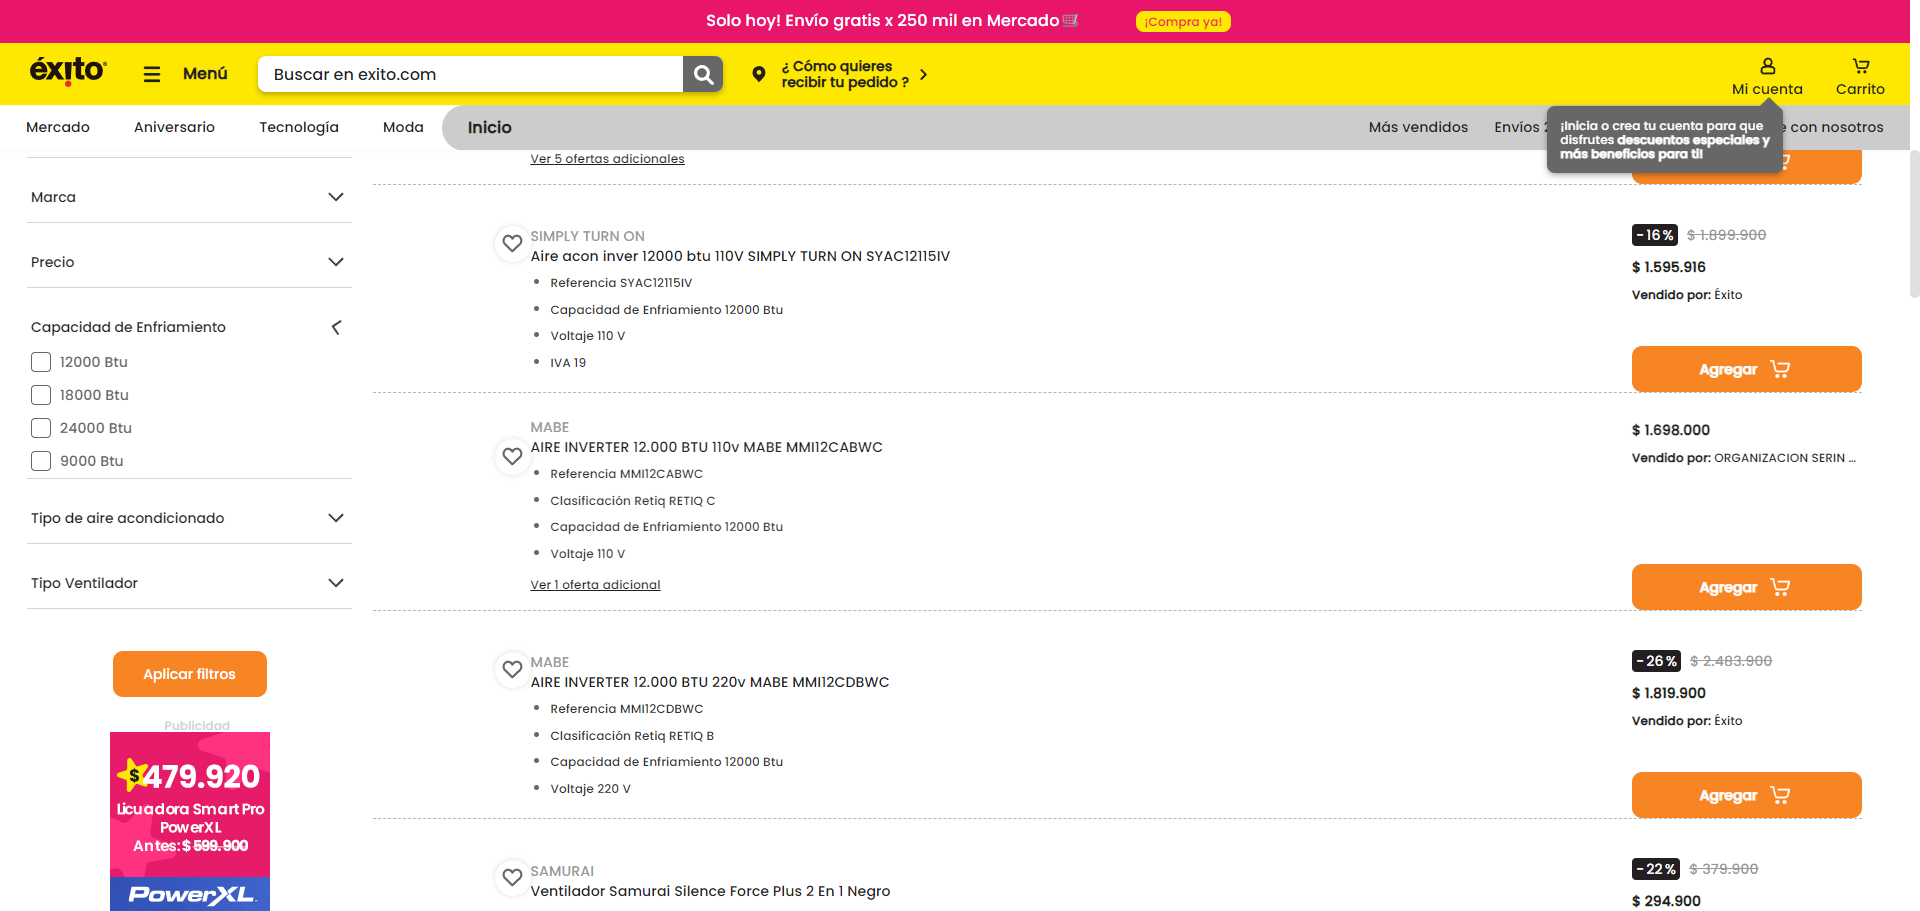 Solo hoy! Envío gratis x 250 mil en Mercado🛒
¡Compra ya!
éxito
Menú
Buscar en exito.com
¿ Cómo quieres
recibir tu pedido ?
Mi cuenta
Carrito
Mercado
Aniversario
Tecnología
Moda
Inicio
Más vendidos
Envíos
con nosotros
¡Inicia o crea tu cuenta para que
disfrutes descuentos especiales y
más beneficios para ti!
Ver 5 ofertas adicionales
Marca
Precio
Capacidad de Enfriamiento
12000 Btu
18000 Btu
24000 Btu
9000 Btu
Tipo de aire acondicionado
Tipo Ventilador
Aplicar filtros
Publicidad
$479.920
Licuadora Smart Pro
PowerXL
Antes: $ 599.900
PowerXL
SIMPLY TURN ON
Aire acon inver 12000 btu 110V SIMPLY TURN ON SYAC12115IV
Referencia SYAC12115IV
Capacidad de Enfriamiento 12000 Btu
Voltaje 110 V
IVA 19
-16% $ 1.899.900
$ 1.595.916
Vendido por: Éxito
Agregar
MABE
AIRE INVERTER 12.000 BTU 110v MABE MMI12CABWC
Referencia MMI12CABWC
Clasificación Retiq RETIQ C
Capacidad de Enfriamiento 12000 Btu
Voltaje 110 V
Ver 1 oferta adicional
$ 1.698.000
Vendido por: ORGANIZACION SERIN ...
Agregar
MABE
AIRE INVERTER 12.000 BTU 220v MABE MMI12CDBWC
Referencia MMI12CDBWC
Clasificación Retiq RETIQ B
Capacidad de Enfriamiento 12000 Btu
Voltaje 220 V
-26% $ 2.483.900
$ 1.819.900
Vendido por: Éxito
Agregar
SAMURAI
Ventilador Samurai Silence Force Plus 2 En 1 Negro
-22% $ 379.900
$ 294.900